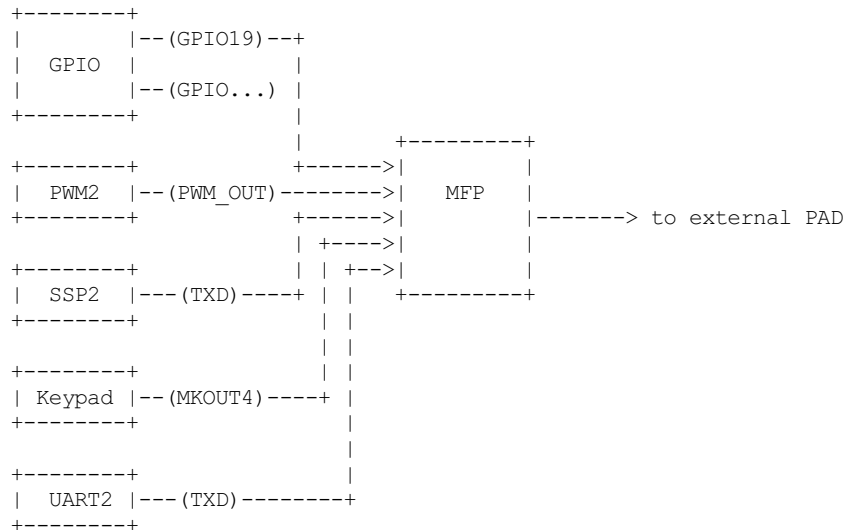 +--------+
|        |--(GPIO19)--+
|  GPIO  |            |
|        |--(GPIO...) |
+--------+            |
                      |       +---------+
+--------+            +------>|         |
|  PWM2  |--(PWM_OUT)-------->|   MFP   |
+--------+            +------>|         |-------> to external PAD
                      | +---->|         |
+--------+            | | +-->|         |
|  SSP2  |---(TXD)----+ | |   +---------+
+--------+              | |
                        | |
+--------+              | |
| Keypad |--(MKOUT4)----+ |
+--------+                |
                          |
+--------+                |
|  UART2 |---(TXD)--------+
+--------+